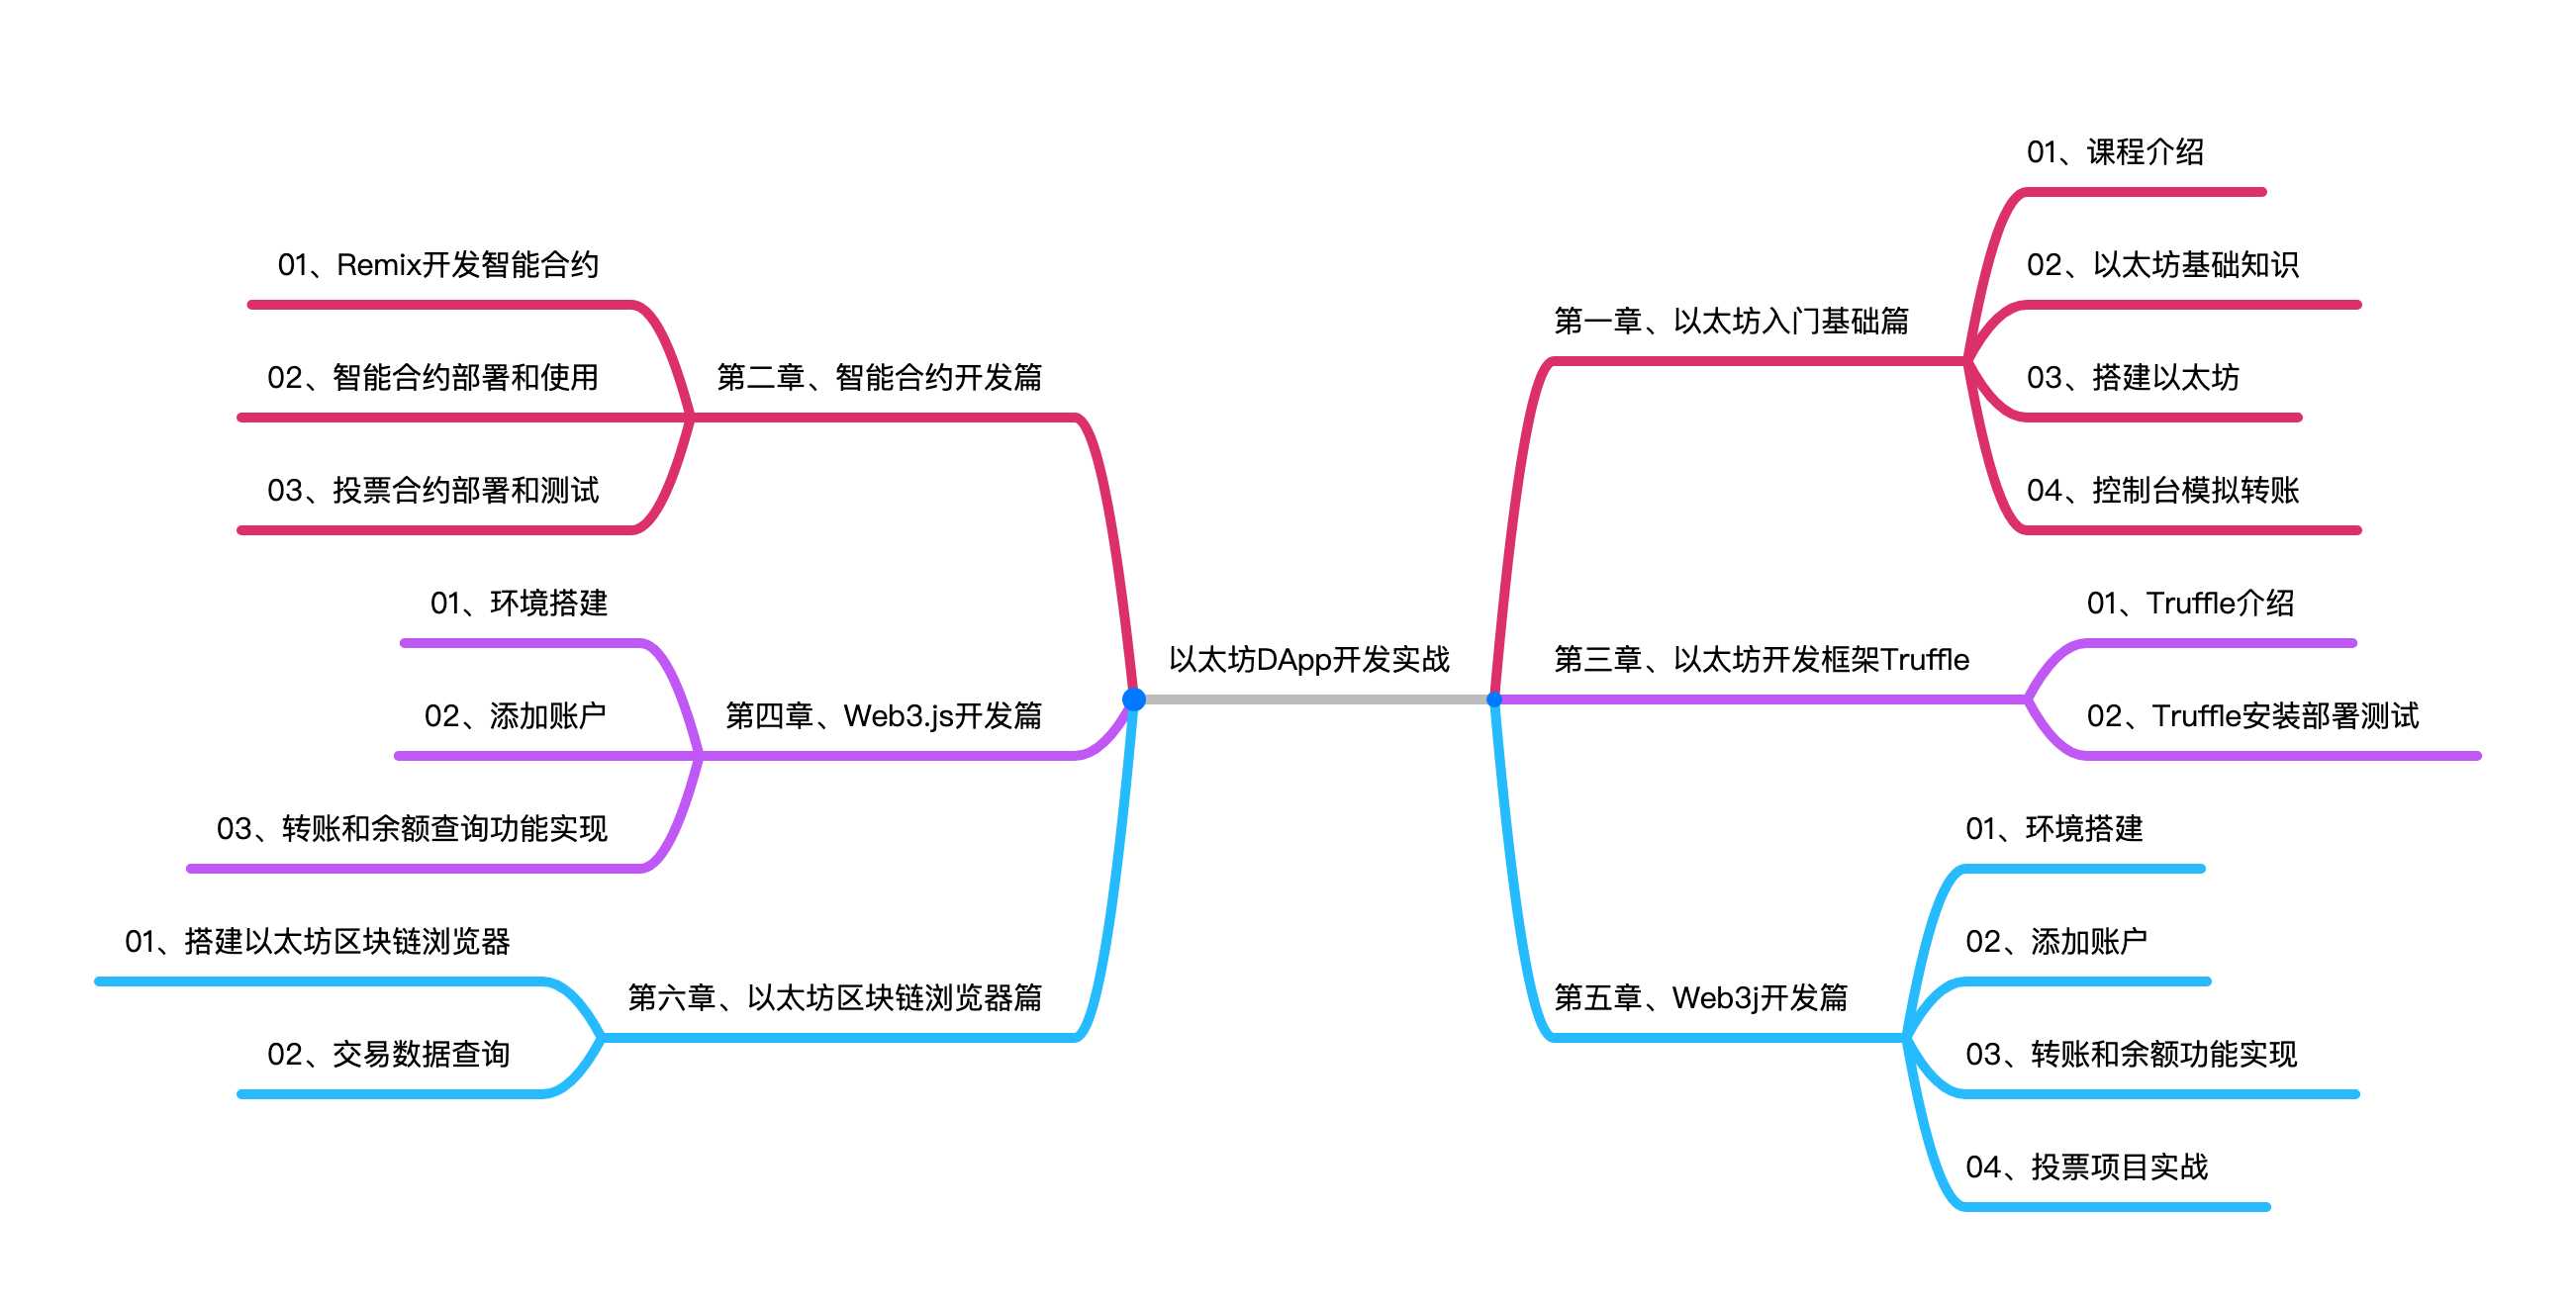 以太坊DApp开发实战
第一章、以太坊入门基础篇
01、课程介绍
02、以太坊基础知识
03、搭建以太坊
04、控制台模拟转账
第二章、智能合约开发篇
01、Remix开发智能合约
02、智能合约部署和使用
03、投票合约部署和测试
第三章、以太坊开发框架Truffle
01、Truffle介绍
02、Truffle安装部署测试
第四章、Web3.js开发篇
01、环境搭建
02、添加账户
03、转账和余额查询功能实现
第五章、Web3j开发篇
01、环境搭建
02、添加账户
03、转账和余额功能实现
04、投票项目实战
第六章、以太坊区块链浏览器篇
01、搭建以太坊区块链浏览器
02、交易数据查询